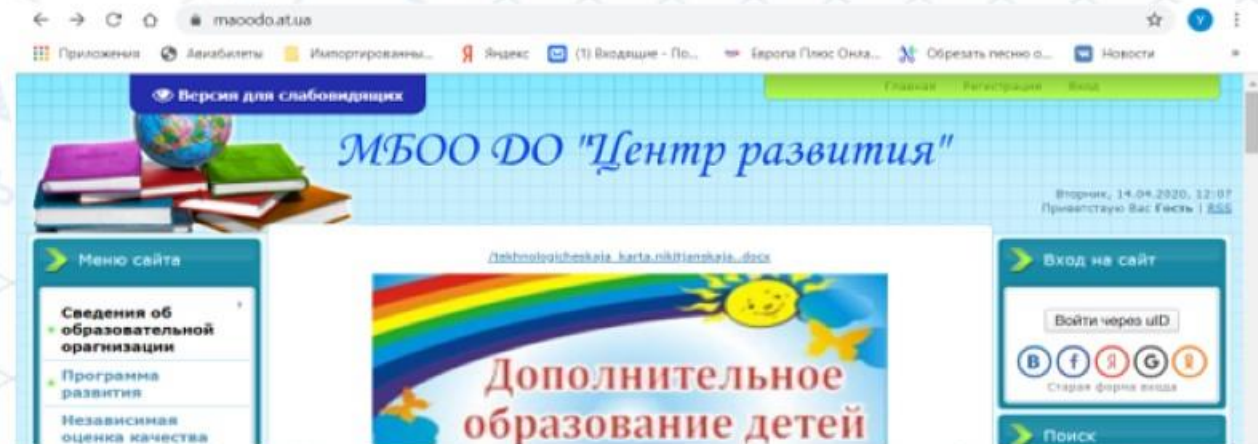 maoodo.at.ua
У
Приложения Авиабилеты Импортированны... Яндекс (1) Входящие – По... Европа Плюс Онла... Обрезать песню о... Новости »
Версия для слабовидящих
Главная Регистрация Вход
МБОО ДО "Центр развития"
Вторник, 14.04.2020, 12:07
Приветствую Вас Гость | RSS
Меню сайта
/tekhnologicheskaja_karta.nikitjanskaja..docx
Вход на сайт
Сведения об
образовательной
орагнизации
Программа
развития
Независимая
оценка качества
Дополнительное
образование детей
Войти через uID
Старая форма входа
Поиск